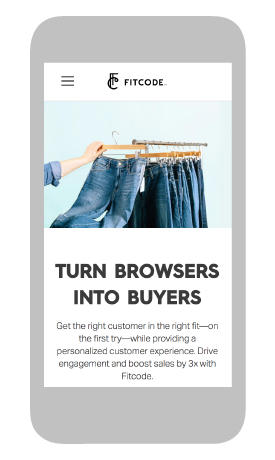 FITCODE
TURN BROWSERS
INTO BUYERS
Get the right customer in the right fit—on
the first try—while providing a
personalized customer experience. Drive
engagement and boost sales by 3x with
Fitcode.